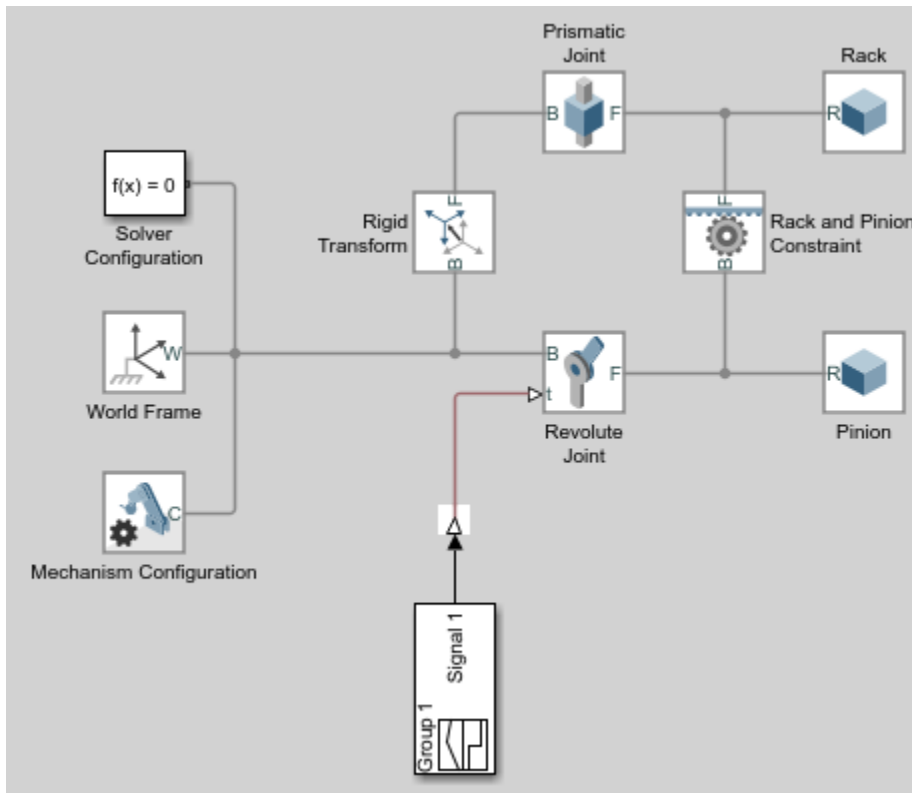 Prismatic
Joint
Rack
B
F
R
f(x) = 0
Solver
Configuration
Rigid
Transform
F
B
F
B
Rack and Pinion
Constraint
World Frame
W
B
t
F
Revolute
Joint
R
Pinion
C
Mechanism Configuration
Signal 1
Group 1